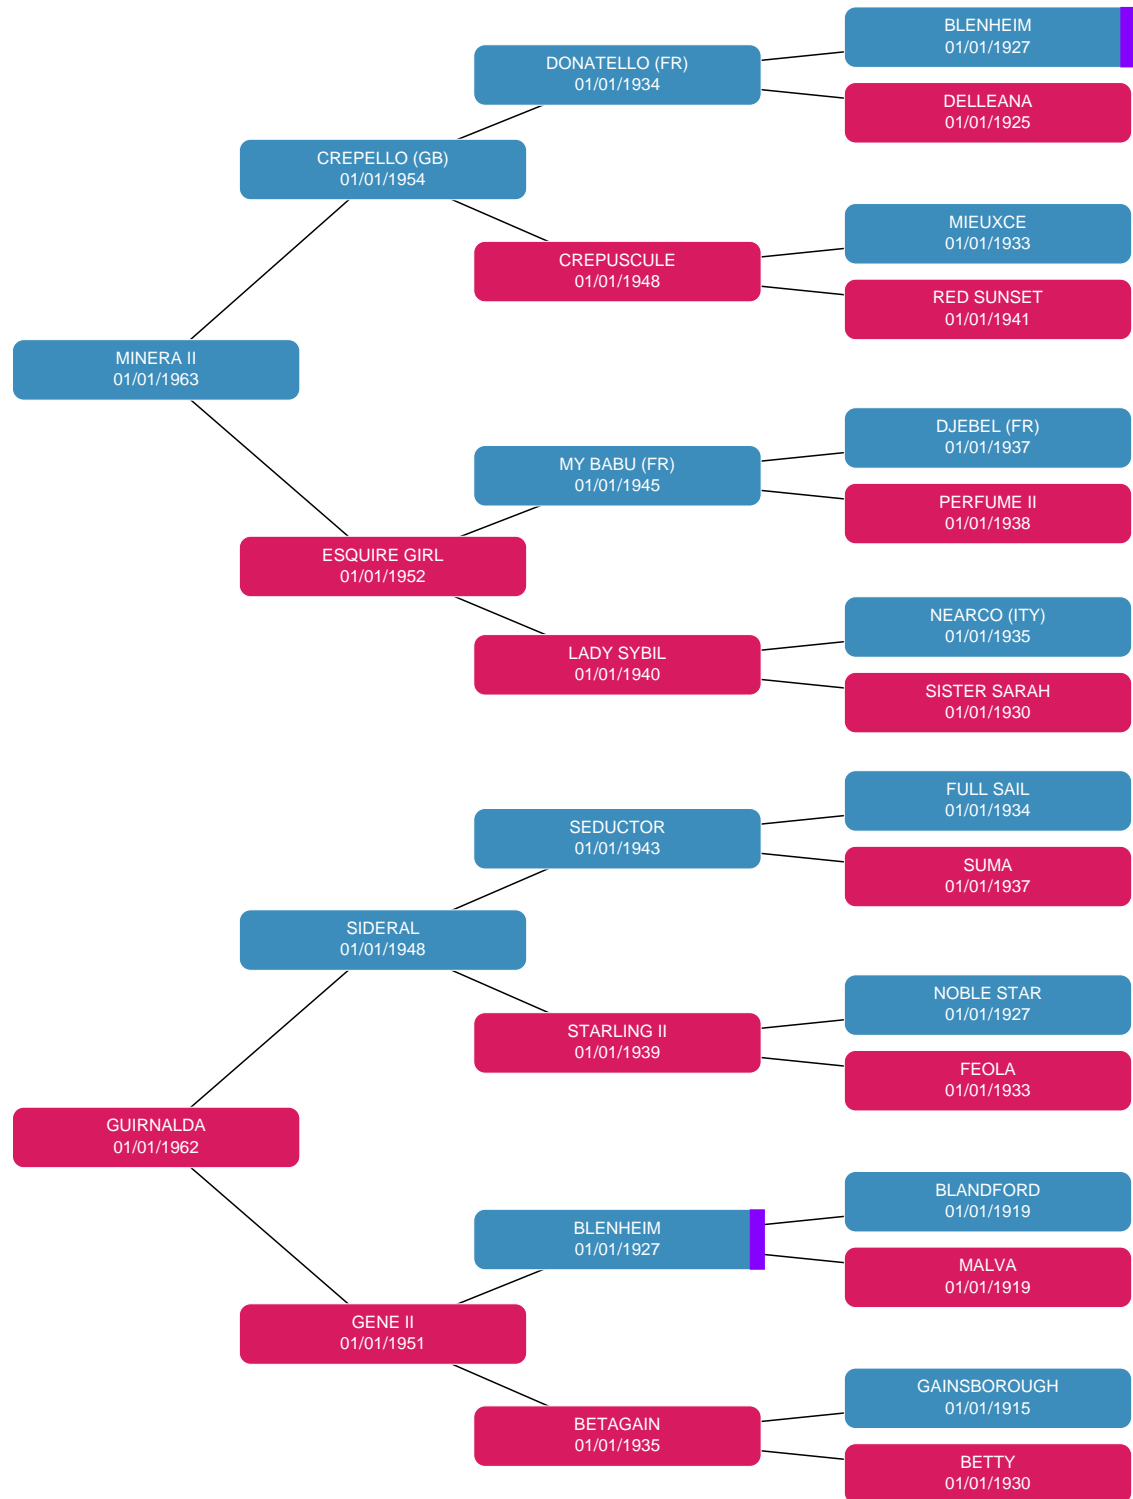 BLENHEIM
01/01/1927
DONATELLO (FR)
01/01/1934
DELLEANA
01/01/1925
CREPELLO (GB)
01/01/1954
MIEUXCE
01/01/1933
CREPUSCULE
01/01/1948
RED SUNSET
01/01/1941
MINERA II
01/01/1963
DJEBEL (FR)
01/01/1937
MY BABU (FR)
01/01/1945
PERFUME II
01/01/1938
ESQUIRE GIRL
01/01/1952
NEARCO (ITY)
01/01/1935
LADY SYBIL
01/01/1940
SISTER SARAH
01/01/1930
FULL SAIL
01/01/1934
SEDUCTOR
01/01/1943
SUMA
01/01/1937
SIDERAL
01/01/1948
NOBLE STAR
01/01/1927
STARLING II
01/01/1939
FEOLA
01/01/1933
GUIRNALDA
01/01/1962
BLANDFORD
01/01/1919
BLENHEIM
01/01/1927
MALVA
01/01/1919
GENE II
01/01/1951
GAINSBOROUGH
01/01/1915
BETAGAIN
01/01/1935
BETTY
01/01/1930